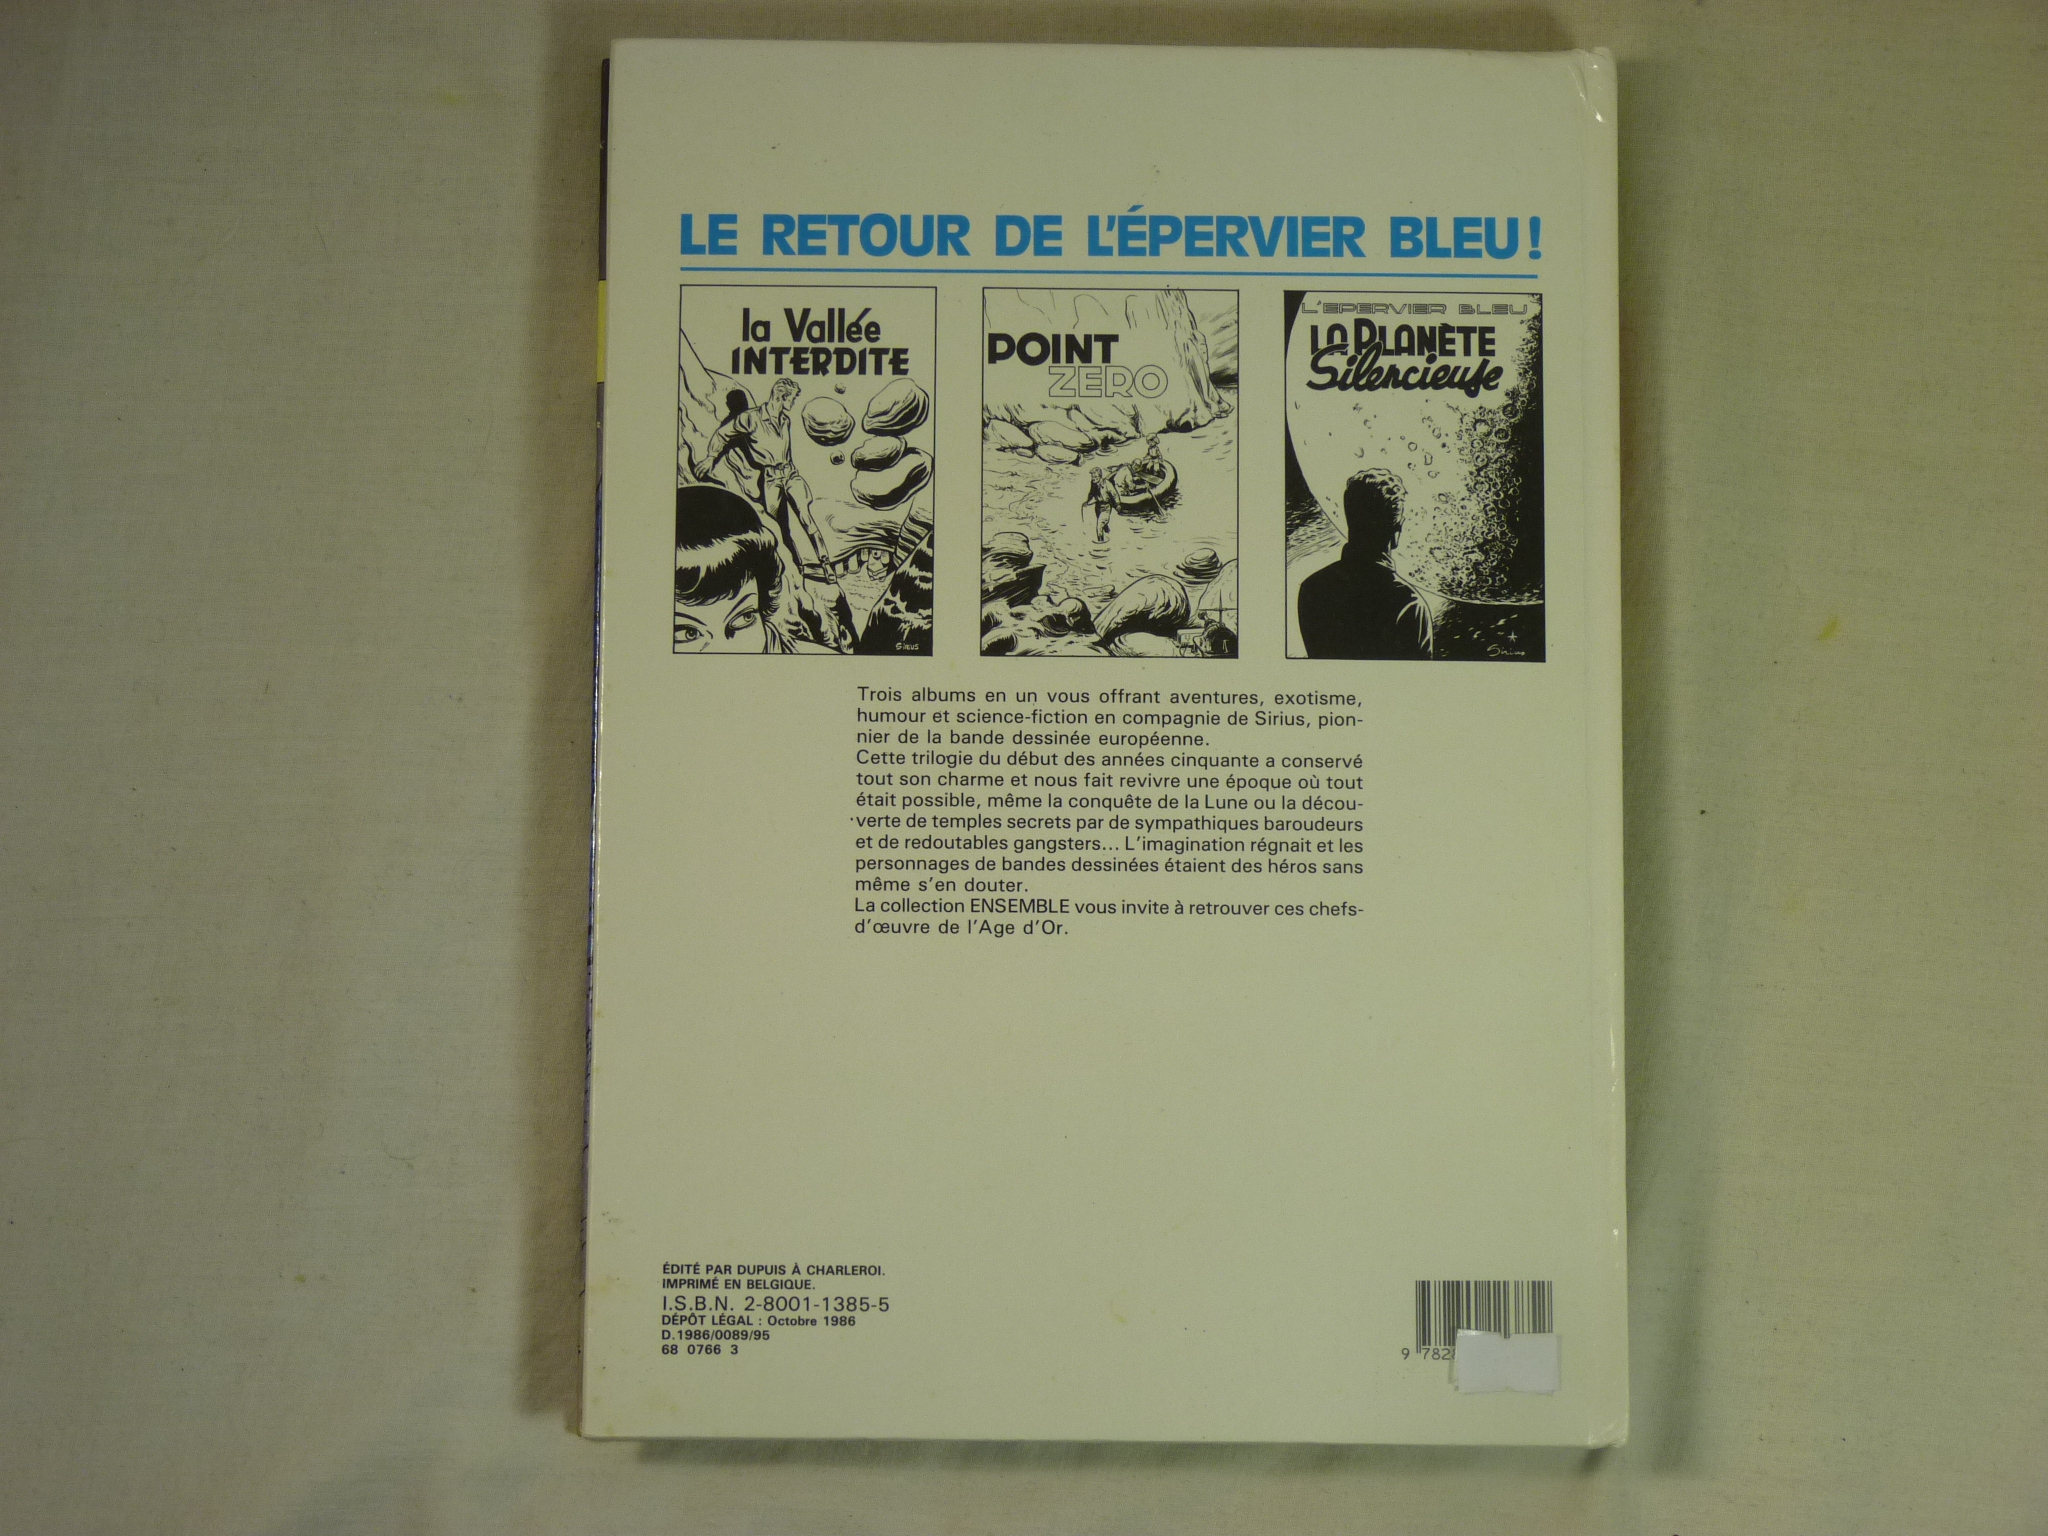 LE RETOUR DE L'ÉPERVIER BLEU!
la Vallée
INTERDITE
SIRIUS
POINT
ZERO
L'EPERVIER BLEU
LA PLANÈTE
Silencieuse
Sirius
Trois albums en un vous offrant aventures, exotisme,
humour et science-fiction en compagnie de Sirius, pion-
nier de la bande dessinée européenne.
Cette trilogie du début des années cinquante a conservé
tout son charme et nous fait revivre une époque où tout
était possible, même la conquête de la Lune ou la décou-
verte de temples secrets par de sympathiques baroudeurs
et de redoutables gangsters... L'imagination régnait et les
personnages de bandes dessinées étaient des héros sans
même s'en douter.
La collection ENSEMBLE vous invite à retrouver ces chefs-
d'œuvre de l'Age d'Or.
ÉDITÉ PAR DUPUIS À CHARLEROI.
IMPRIMÉ EN BELGIQUE.
I.S.B.N. 2-8001-1385-5
DÉPÔT LÉGAL : Octobre 1986
D.1986/0089/95
68 0766 3
9 782